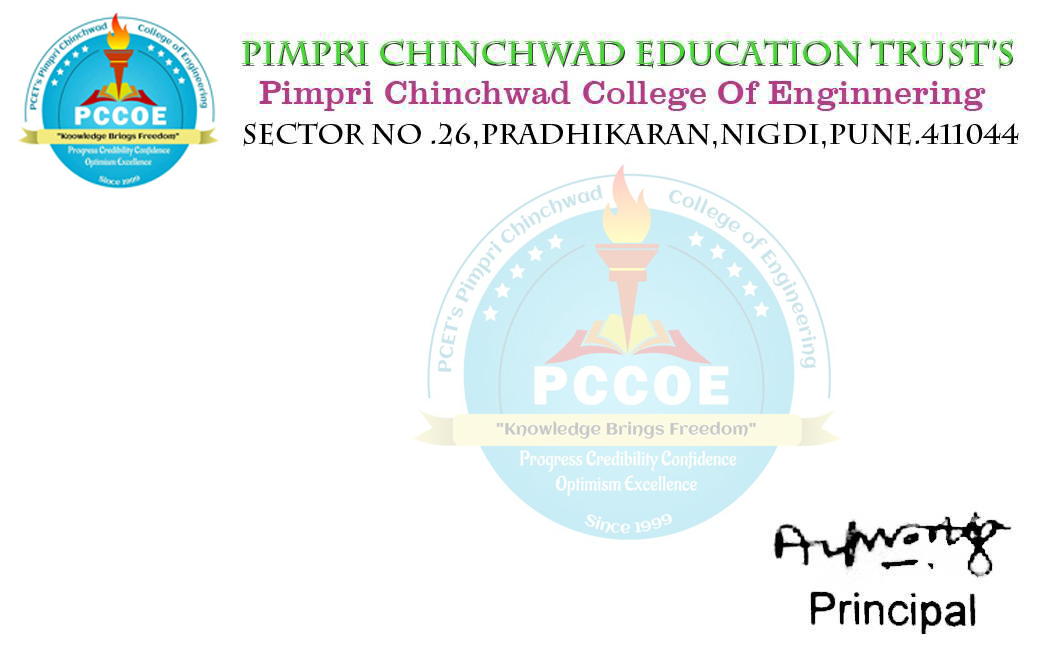 PCET's Pimpri Chinchwad College of Engineering
PCCOE
"Knowledge Brings Freedom"
Progress Credibility Confidence
Optimism Excellence
Since 1999
PIMPRI CHINCHWAD EDUCATION TRUST'S
Pimpri Chinchwad College Of Enginnering
SECTOR NO .26,PRADHIKARAN,NIGDI,PUNE.411044
PCET's Pimpri Chinchwad College of Engineering
PCCOE
"Knowledge Brings Freedom"
Progress Credibility Confidence
Optimism Excellence
Since 1999
Principal